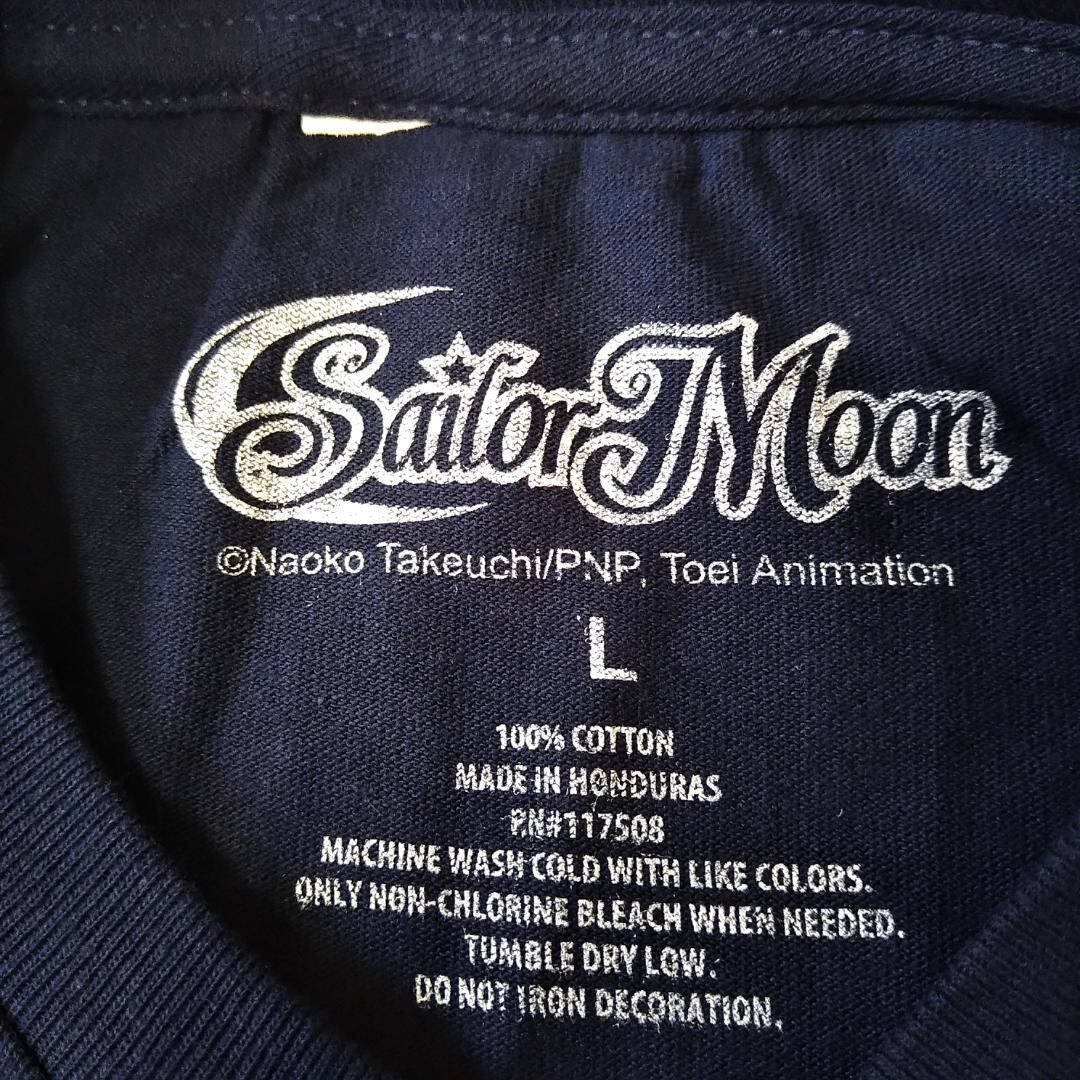 Sailor Moon
©Naoko Takeuchi/PNP, Toei Animation
L
100% COTTON
MADE IN HONDURAS
RN#117508
MACHINE WASH COLD WITH LIKE COLORS.
ONLY NON-CHLORINE BLEACH WHEN NEEDED.
TUMBLE DRY LOW.
DO NOT IRON DECORATION.